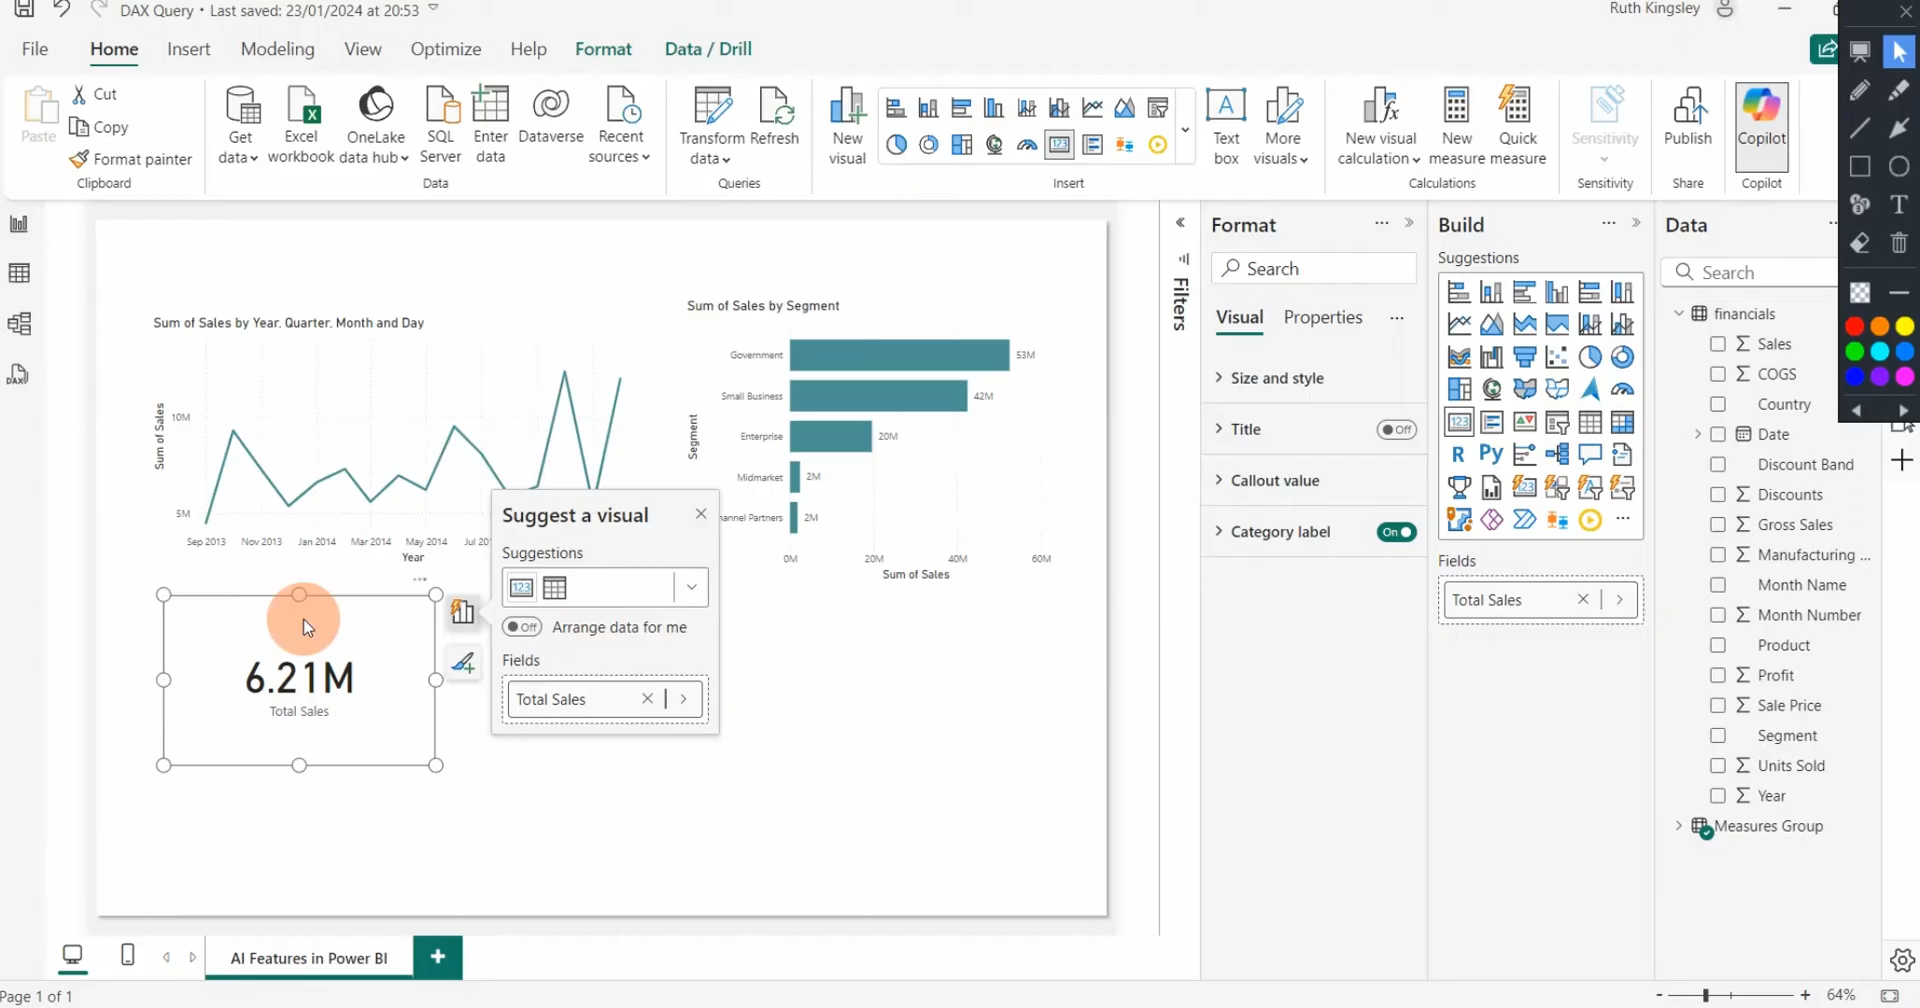 DAX Query • Last saved: 23/01/2024 at 20:53
Ruth Kingsley
File
Home
Insert
Modeling
View
Optimize
Help
Format
Data / Drill
Paste
Cut
Copy
Format painter
Clipboard
Get
data
Excel
workbook
OneLake
data hub
SQL
Server
Enter
data
Dataverse
Recent
sources
Data
Transform
data
Refresh
Queries
New
visual
A
Text
box
More
visuals
Insert
New visual
calculation
New
measure
Quick
measure
Calculations
Sensitivity
Sensitivity
Publish
Share
Copilot
Copilot
Sum of Sales by Year, Quarter, Month and Day
Sum of Sales
10M
5M
Sep 2013
Nov 2013
Jan 2014
Mar 2014
May 2014
Jul 20
Year
Sum of Sales by Segment
Segment
Government
53M
Small Business
42M
Enterprise
20M
Midmarket
2M
hannel Partners
2M
0M
20M
40M
60M
Sum of Sales
6.21M
Total Sales
Suggest a visual
Suggestions
123
Off
Arrange data for me
Fields
Total Sales
Filters
Format
Search
Visual
Properties
Size and style
Title
Off
Callout value
Category label
On
Build
Suggestions
123
R
Py
Fields
Total Sales
Data
Search
financials
Sales
COGS
Country
Date
Discount Band
Discounts
Gross Sales
Manufacturing ...
Month Name
Month Number
Product
Profit
Sale Price
Segment
Units Sold
Year
Measures Group
T
DAX
AI Features in Power BI
Page 1 of 1
64%